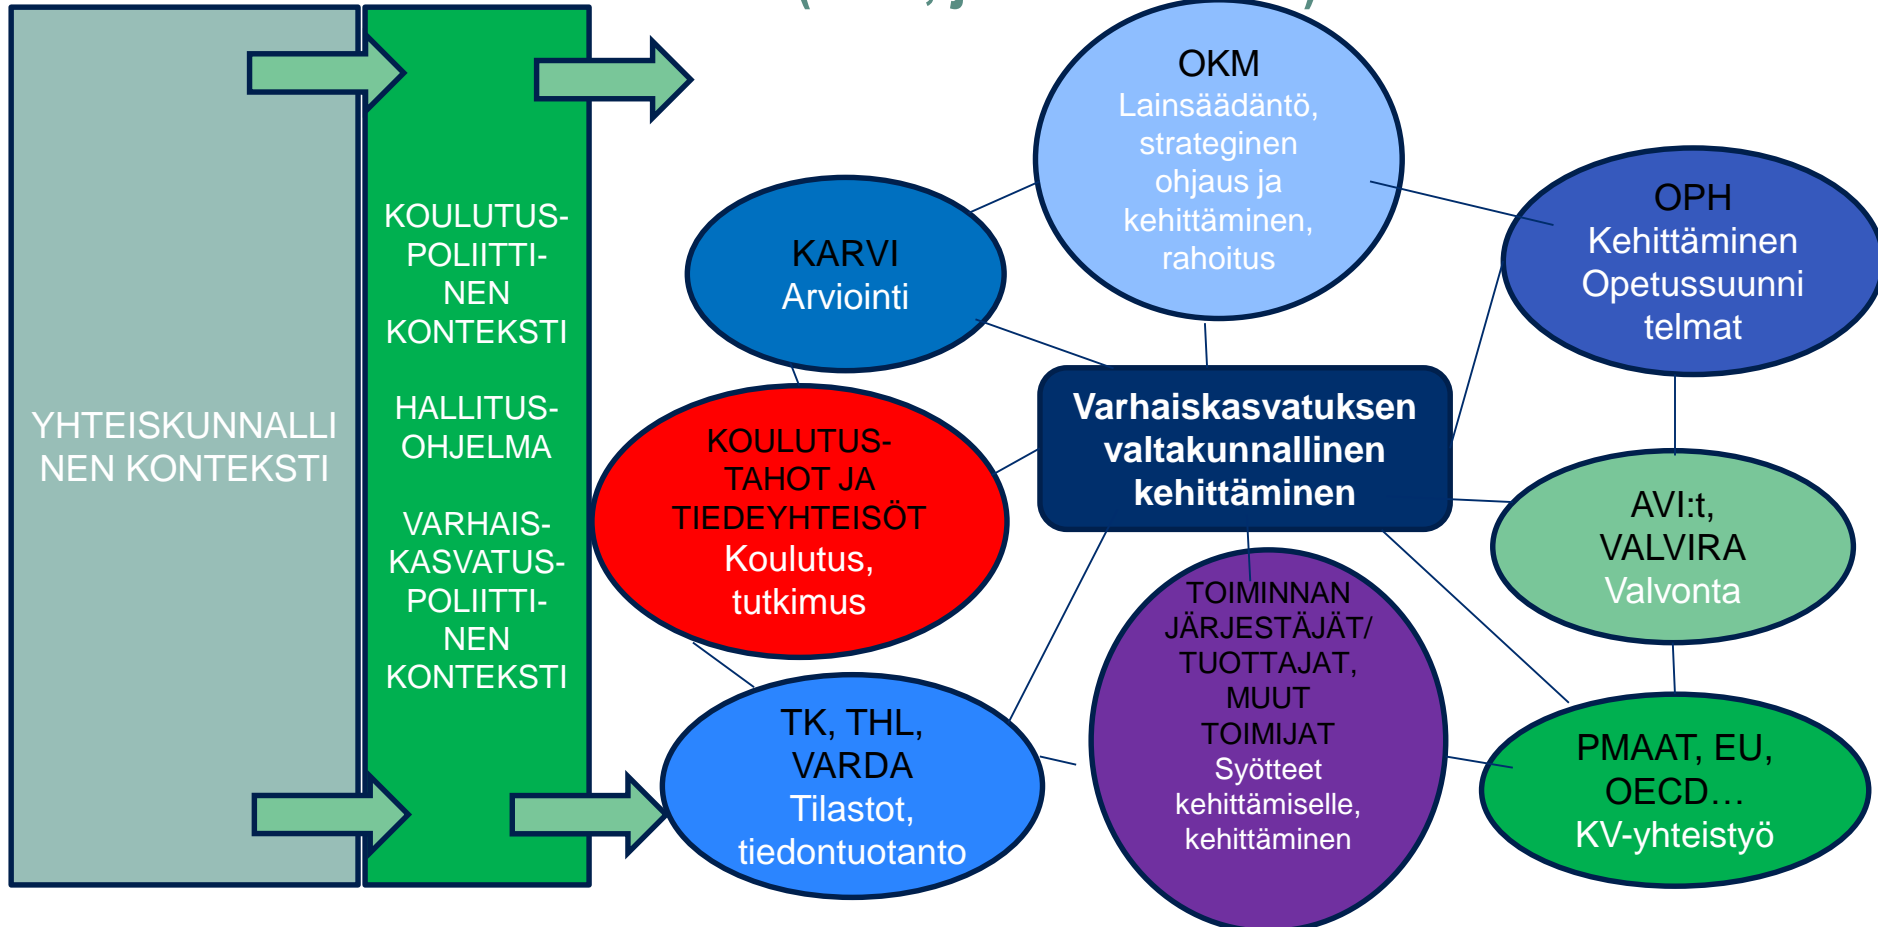 YHTEISKUNNALLI
NEN KONTEKSTI
KOULUTUS-
POLIITTI-
NEN
KONTEKSTI
HALLITUS-
OHJELMA
VARHAIS-
KASVATUS-
POLIITTI-
NEN
KONTEKSTI
OKM
Lainsäädäntö,
strateginen
ohjaus ja
kehittäminen,
rahoitus
KARVI
Arviointi
OPH
Kehittäminen
Opetussuunni
telmat
Varhaiskasvatuksen
valtakunnallinen
kehittäminen
KOULUTUS-
TAHOT JA
TIEDEYHTEISÖT
Koulutus,
tutkimus
AVI:t,
VALVIRA
Valvonta
TOIMINNAN
JÄRJESTÄJÄT/
TUOTTAJAT,
MUUT
TOIMIJAT
Syötteet
kehittämiselle,
kehittäminen
TK, THL,
VARDA
Tilastot,
tiedontuotanto
PMAAT, EU,
OECD…
KV-yhteistyö